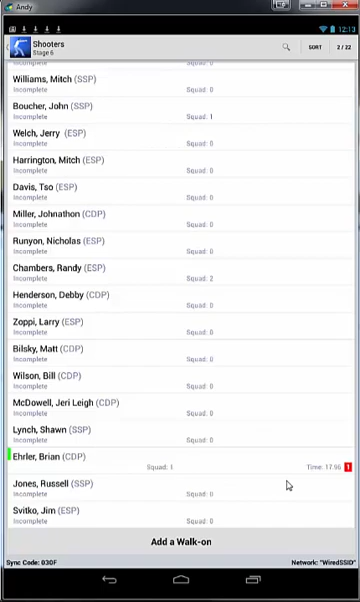 Andy
12:13
Shooters
Stage 6
SORT
2 / 22
Squad: 0
Williams, Mitch (SSP)
Incomplete Squad: 0
Boucher, John (SSP)
Incomplete Squad: 1
Welch, Jerry (ESP)
Incomplete Squad: 0
Harrington, Mitch (ESP)
Incomplete Squad: 0
Davis, Tso (ESP)
Incomplete Squad: 0
Miller, Johnathon (CDP)
Incomplete Squad: 0
Runyon, Nicholas (ESP)
Incomplete Squad: 0
Chambers, Randy (ESP)
Incomplete Squad: 2
Henderson, Debby (CDP)
Incomplete Squad: 0
Zoppi, Larry (ESP)
Incomplete Squad: 0
Bilsky, Matt (CDP)
Incomplete Squad: 0
Wilson, Bill (CDP)
Incomplete Squad: 0
McDowell, Jeri Leigh (CDP)
Incomplete Squad: 0
Lynch, Shawn (SSP)
Incomplete Squad: 0
Ehrler, Brian (CDP)
Squad: 1 Time: 17.96 1
Jones, Russell (SSP)
Incomplete Squad: 0
Svitko, Jim (ESP)
Incomplete Squad: 0
Add a Walk-on
Sync Code: 030F Network: "WiredSSID"